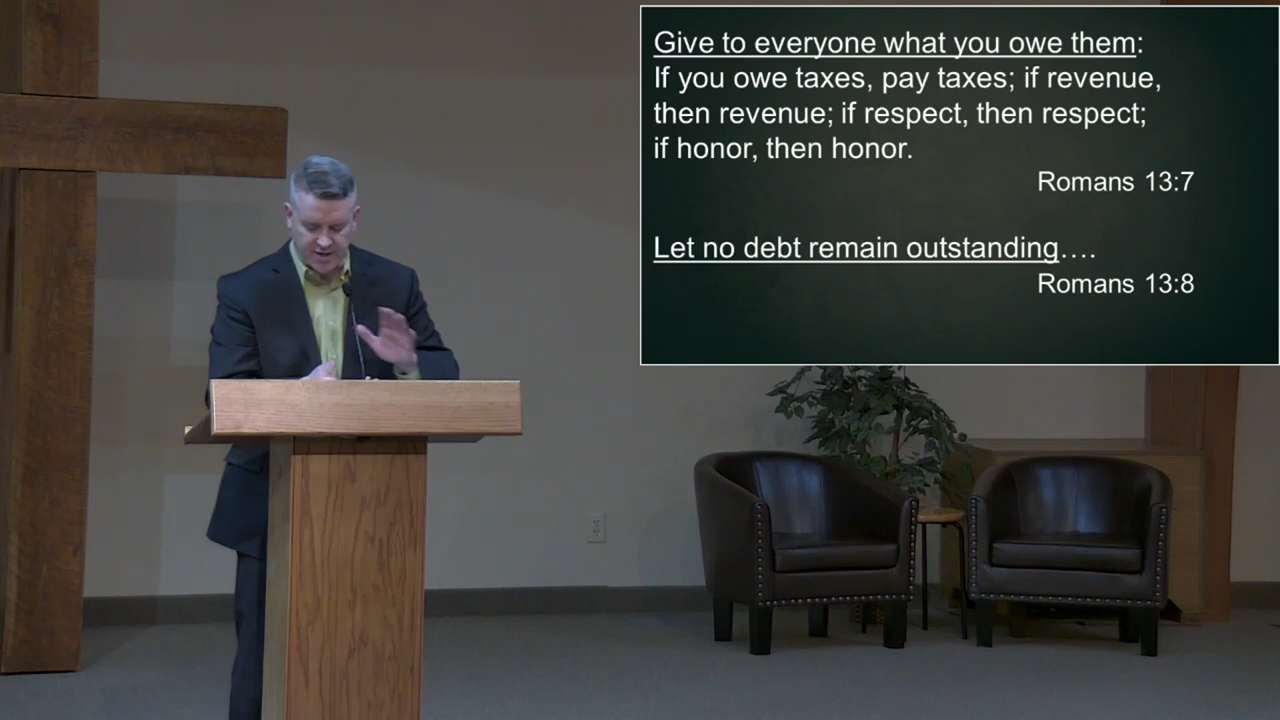 Give to everyone what you owe them:
If you owe taxes, pay taxes; if revenue,
then revenue; if respect, then respect;
if honor, then honor.
Romans 13:7
Let no debt remain outstanding....
Romans 13:8